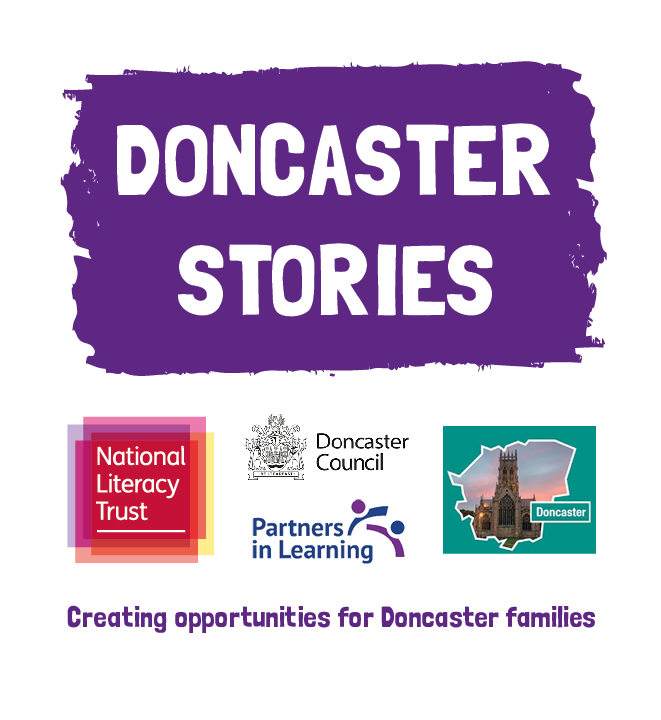 DONCASTER
STORIES
National
Literacy
Trust
Doncaster
Council
Partners
in Learning
Doncaster
Creating opportunities for Doncaster families